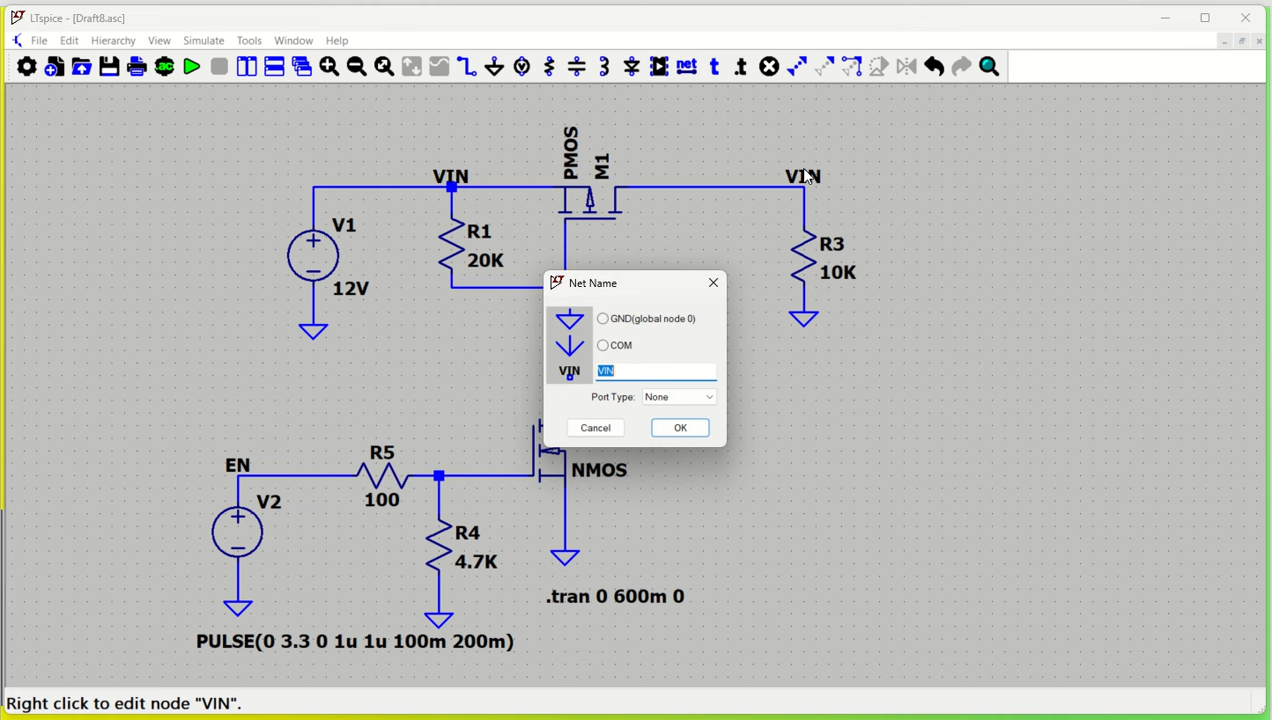 LTspice - [Draft8.asc]
File Edit Hierarchy View Simulate Tools Window Help
.ac net t .t
PMOS
M1
VIN
VIN
V1
12V
R1
20K
R3
10K
Net Name
GND(global node 0)
COM
VIN
VIN
Port Type: None
Cancel OK
EN
R5
100
V2
NMOS
R4
4.7K
.tran 0 600m 0
PULSE(0 3.3 0 1u 1u 100m 200m)
Right click to edit node "VIN".